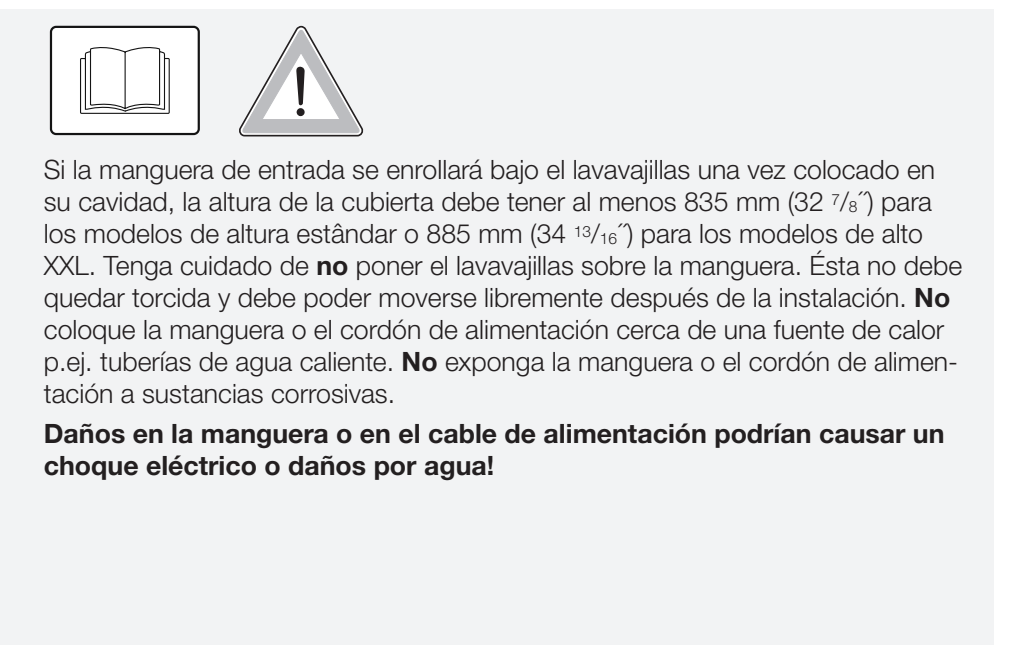 Si la manguera de entrada se enrollará bajo el lavavajillas una vez colocado en
su cavidad, la altura de la cubierta debe tener al menos 835 mm (32 7/8´´) para
los modelos de altura estândar o 885 mm (34 13/16´´) para los modelos de alto
XXL. Tenga cuidado de no poner el lavavajillas sobre la manguera. Ésta no debe
quedar torcida y debe poder moverse libremente después de la instalación. No
coloque la manguera o el cordón de alimentación cerca de una fuente de calor
p.ej. tuberías de agua caliente. No exponga la manguera o el cordón de alimen-
tación a sustancias corrosivas.
Daños en la manguera o en el cable de alimentación podrían causar un
choque eléctrico o daños por agua!